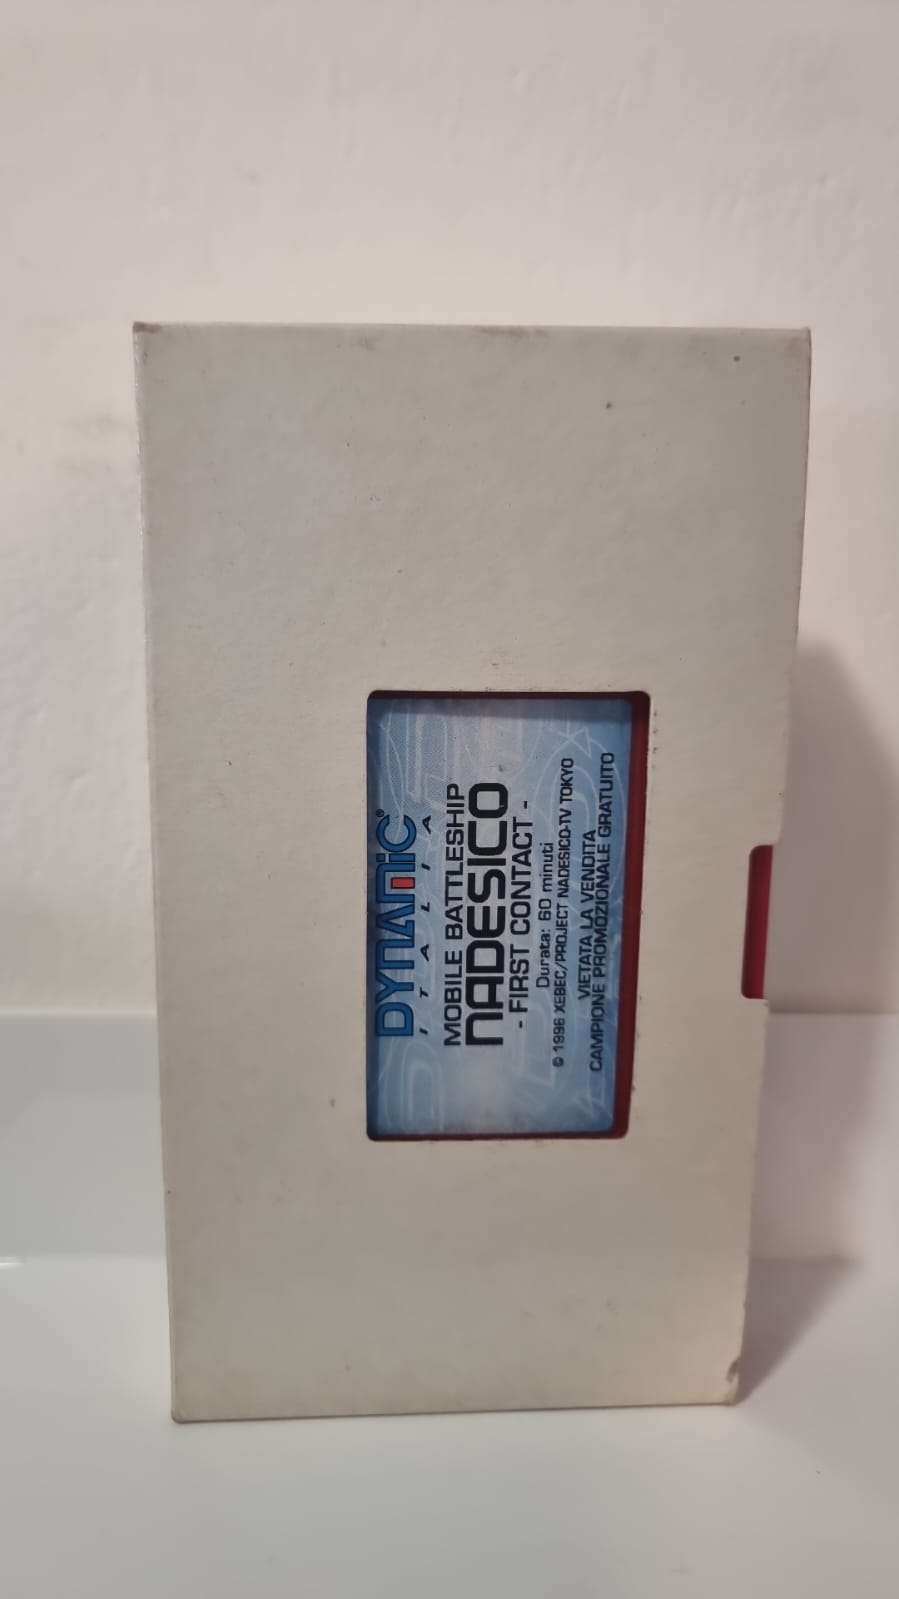 DYNAMIC®
ITALIA
MOBILE BATTLESHIP
NADESICO
- FIRST CONTACT -
Durata: 60 minuti
© 1996 XEBEC/PROJECT NADESICO-TV TOKYO
VIETATA LA VENDITA
CAMPIONE PROMOZIONALE GRATUITO